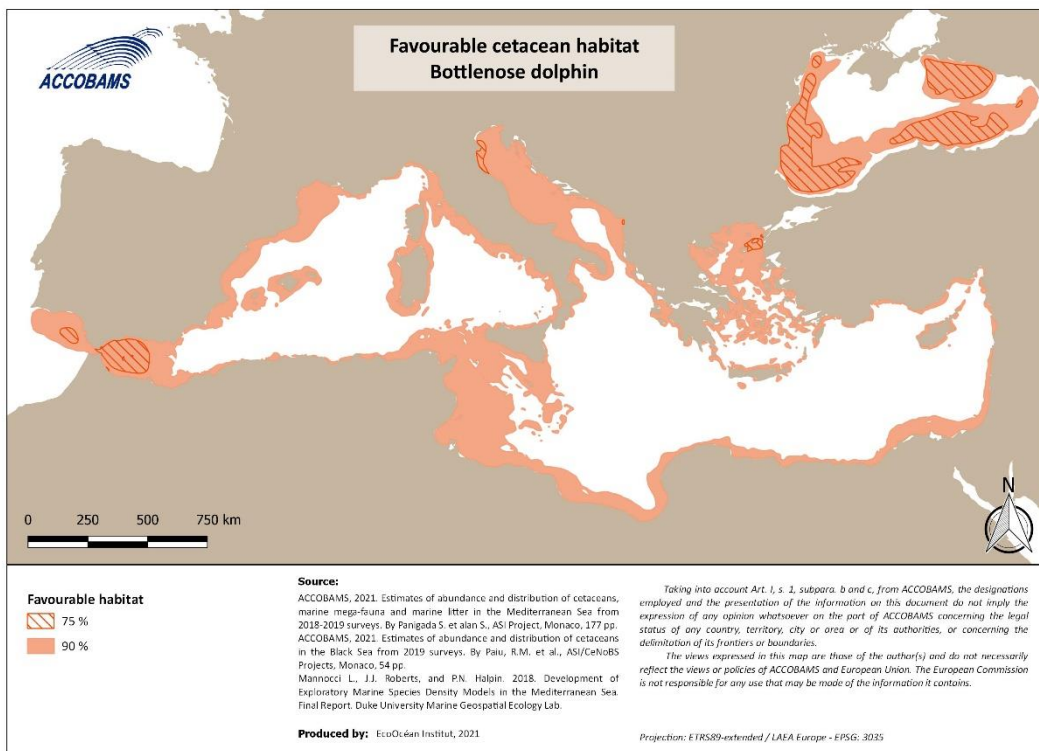 ACCOBAMS
Favourable cetacean habitat
Bottlenose dolphin
N
0 250 500 750 km
Favourable habitat
75 %
90 %
Source:
ACCOBAMS, 2021. Estimates of abundance and distribution of cetaceans,
marine mega-fauna and marine litter in the Mediterranean Sea from
2018-2019 surveys. By Panigada S. et alan S., ASI Project, Monaco, 177 pp.
ACCOBAMS, 2021. Estimates of abundance and distribution of cetaceans
in the Black Sea from 2019 surveys. By Paiu, R.M. et al., ASI/CeNoBS
Projects, Monaco, 54 pp.
Mannocci L., J.J. Roberts, and P.N. Halpin. 2018. Development of
Exploratory Marine Species Density Models in the Mediterranean Sea.
Final Report. Duke University Marine Geospatial Ecology Lab.
Produced by: EcoOcéan Institut, 2021
Taking into account Art. I, s. 1, subpara. b and c, from ACCOBAMS, the designations
employed and the presentation of the information on this document do not imply the
expression of any opinion whatsoever on the part of ACCOBAMS concerning the legal
status of any country, territory, city or area or of its authorities, or concerning the
delimitation of its frontiers or boundaries.
The views expressed in this map are those of the author(s) and do not necessarily
reflect the views or policies of ACCOBAMS and European Union. The European Commission
is not responsible for any use that may be made of the information it contains.
Projection: ETRS89-extended / LAEA Europe - EPSG: 3035